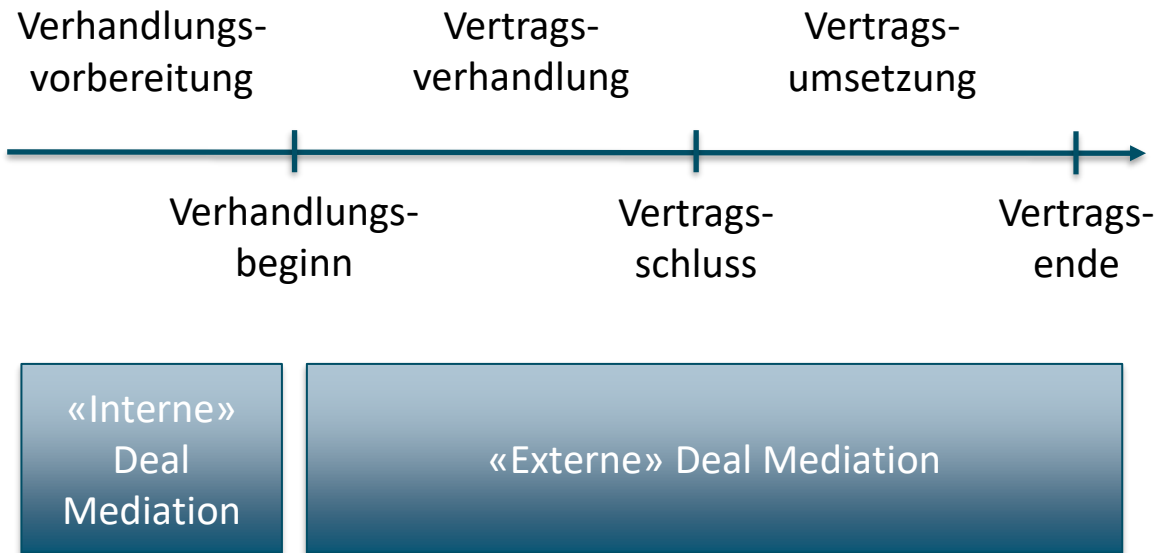 Verhandlungs-
vorbereitung
Vertrags-
verhandlung
Vertrags-
umsetzung
Verhandlungs-
beginn
Vertrags-
schluss
Vertrags-
ende
«Interne»
Deal
Mediation
«Externe» Deal Mediation